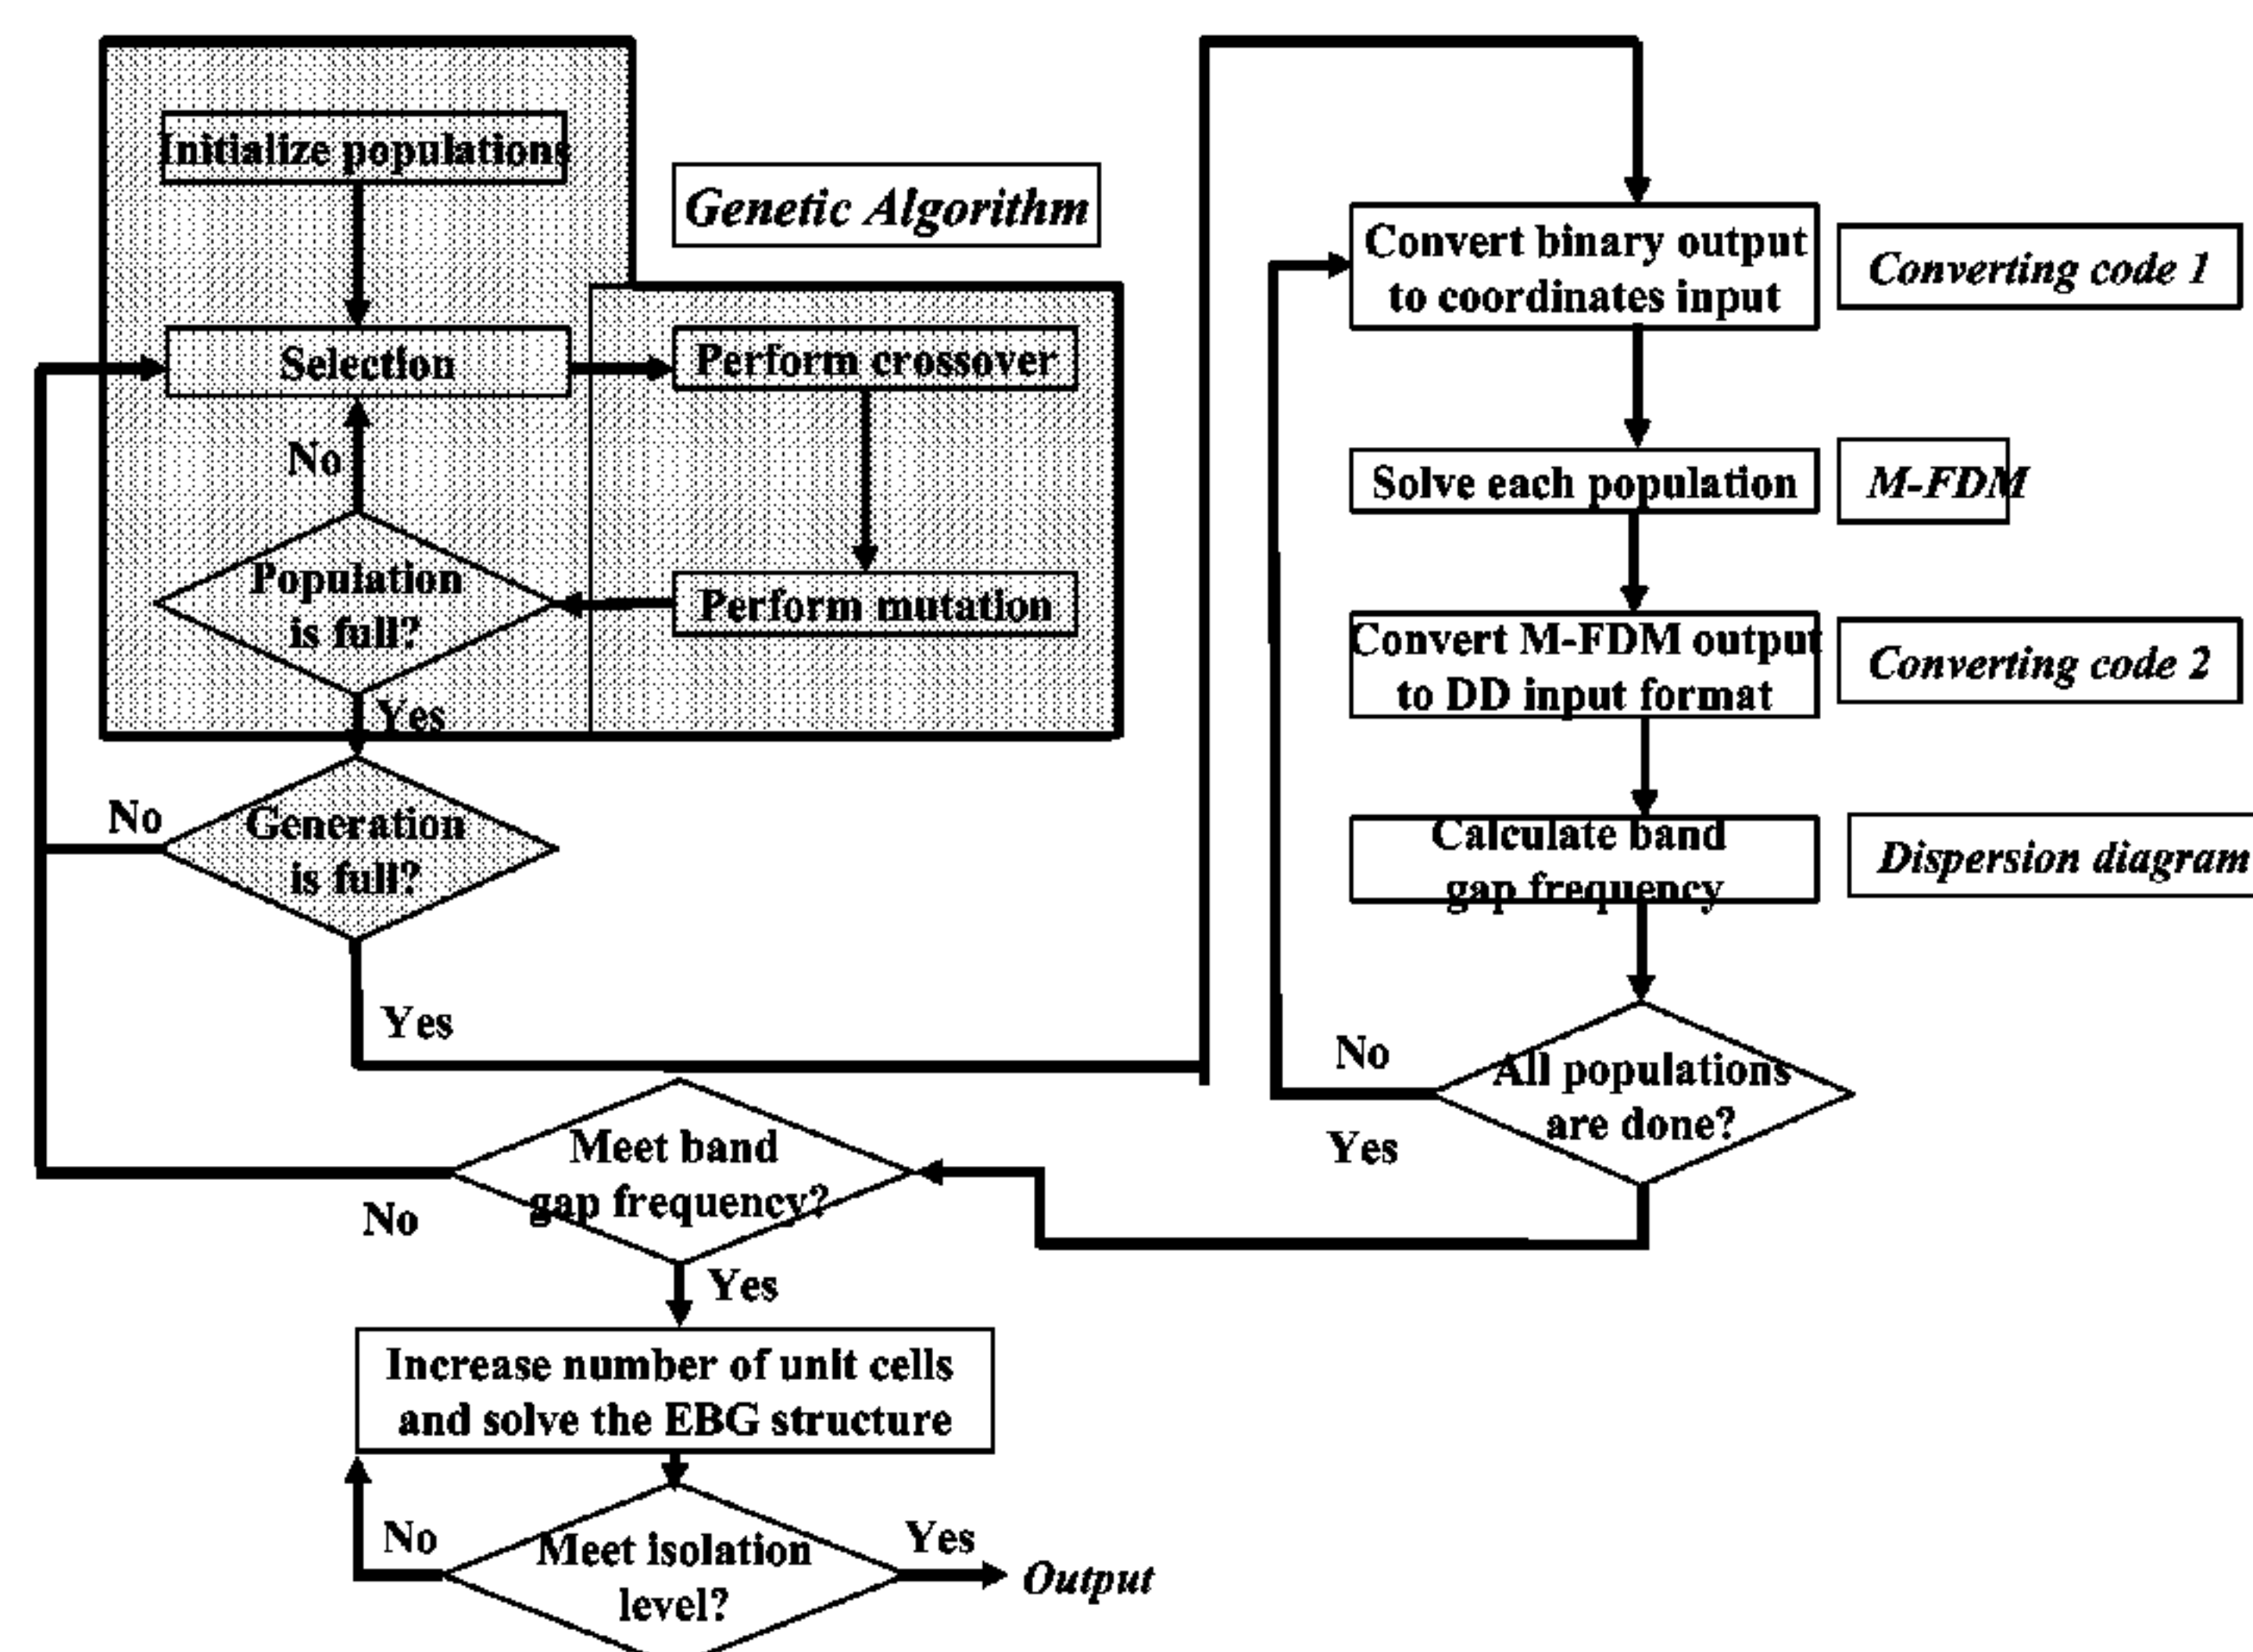 Initialize populations
Genetic Algorithm
Selection
Perform crossover
No
Population
is full?
Perform mutation
Yes
No
Generation
is full?
Yes
Convert binary output
to coordinates input
Converting code 1
Solve each population
M-FDM
Convert M-FDM output
to DD input format
Converting code 2
Calculate band
gap frequency
Dispersion diagram
No
All populations
are done?
Yes
Meet band
gap frequency?
No
Yes
Increase number of unit cells
and solve the EBG structure
No
Meet isolation
level?
Yes
Output